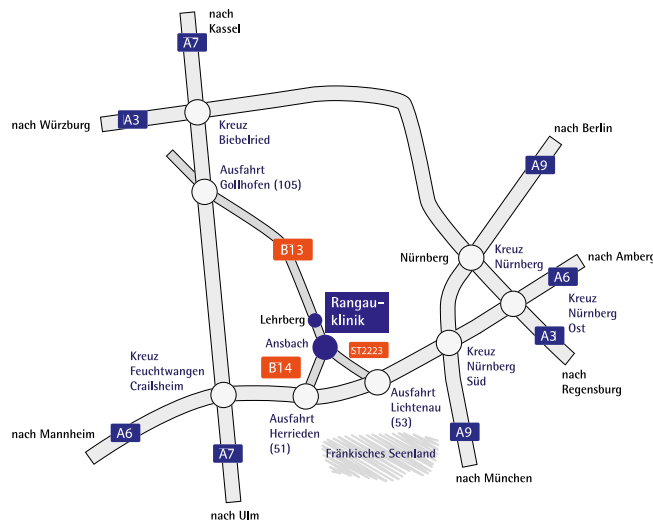 nach
Kassel
A7
nach Würzburg
A3
Kreuz
Biebelried
nach Berlin
A9
Ausfahrt
Gollhofen (105)
B13
Nürnberg
Kreuz
Nürnberg
nach Amberg
A6
Kreuz
Nürnberg
Ost
A3
nach
Regensburg
Rangau-
klinik
Lehrberg
Ansbach
ST2223
B14
Kreuz
Feuchtwangen
Crailsheim
Kreuz
Nürnberg
Süd
Ausfahrt
Lichtenau
(53)
Ausfahrt
Herrieden
(51)
nach Mannheim
A6
A7
A9
Fränkisches Seenland
nach München
nach Ulm